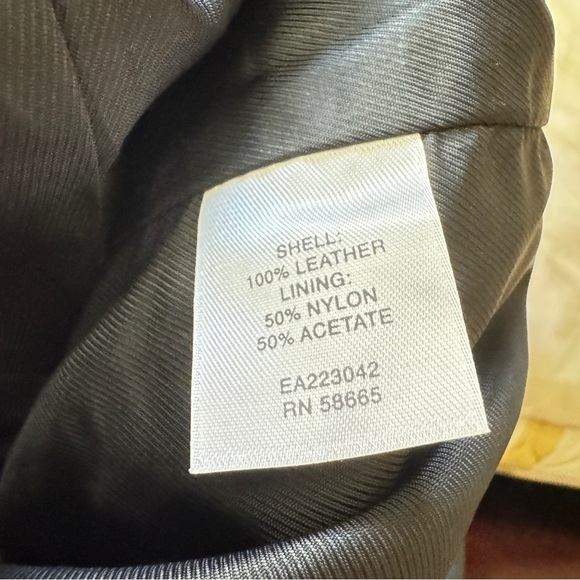 SHELL:
100% LEATHER
LINING:
50% NYLON
50% ACETATE
EA223042
RN 58665